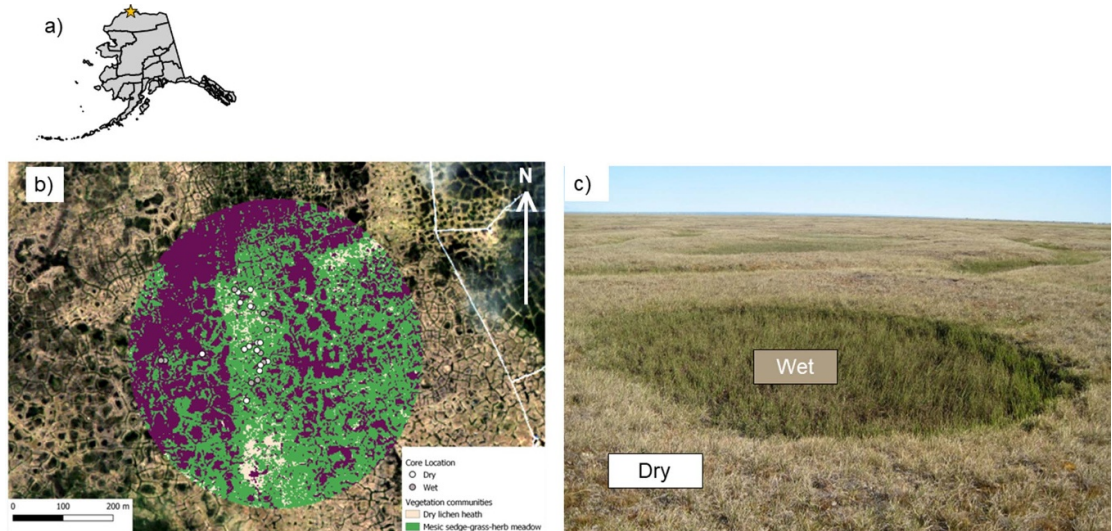 a)
b)
N
Core Location
Dry
Wet
Vegetation communities
Dry lichen heath
Mesic sedge-grass-herb meadow
0 100 200 m
c)
Wet
Dry